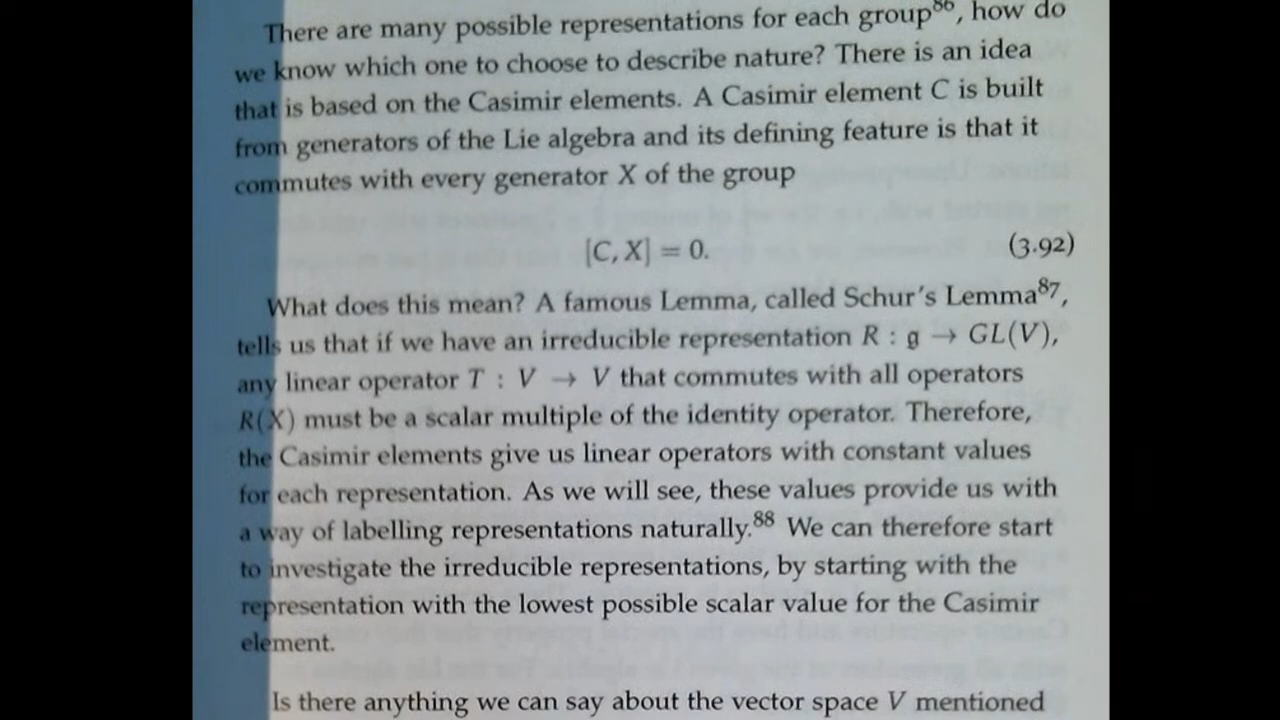 There are many possible representations for each group⁸⁶, how do
we know which one to choose to describe nature? There is an idea
that is based on the Casimir elements. A Casimir element C is built
from generators of the Lie algebra and its defining feature is that it
commutes with every generator X of the group
[C, X] = 0. (3.92)
What does this mean? A famous Lemma, called Schur's Lemma⁸⁷,
tells us that if we have an irreducible representation R : g → GL(V),
any linear operator T : V → V that commutes with all operators
R(X) must be a scalar multiple of the identity operator. Therefore,
the Casimir elements give us linear operators with constant values
for each representation. As we will see, these values provide us with
a way of labelling representations naturally.⁸⁸ We can therefore start
to investigate the irreducible representations, by starting with the
representation with the lowest possible scalar value for the Casimir
element.
Is there anything we can say about the vector space V mentioned